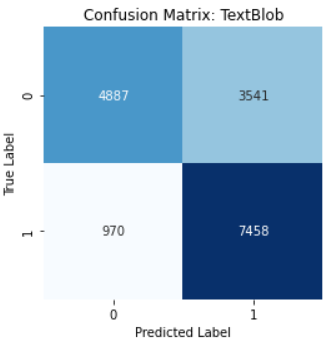 Confusion Matrix: TextBlob
True Label
0
4887
3541
1
970
7458
0
1
Predicted Label